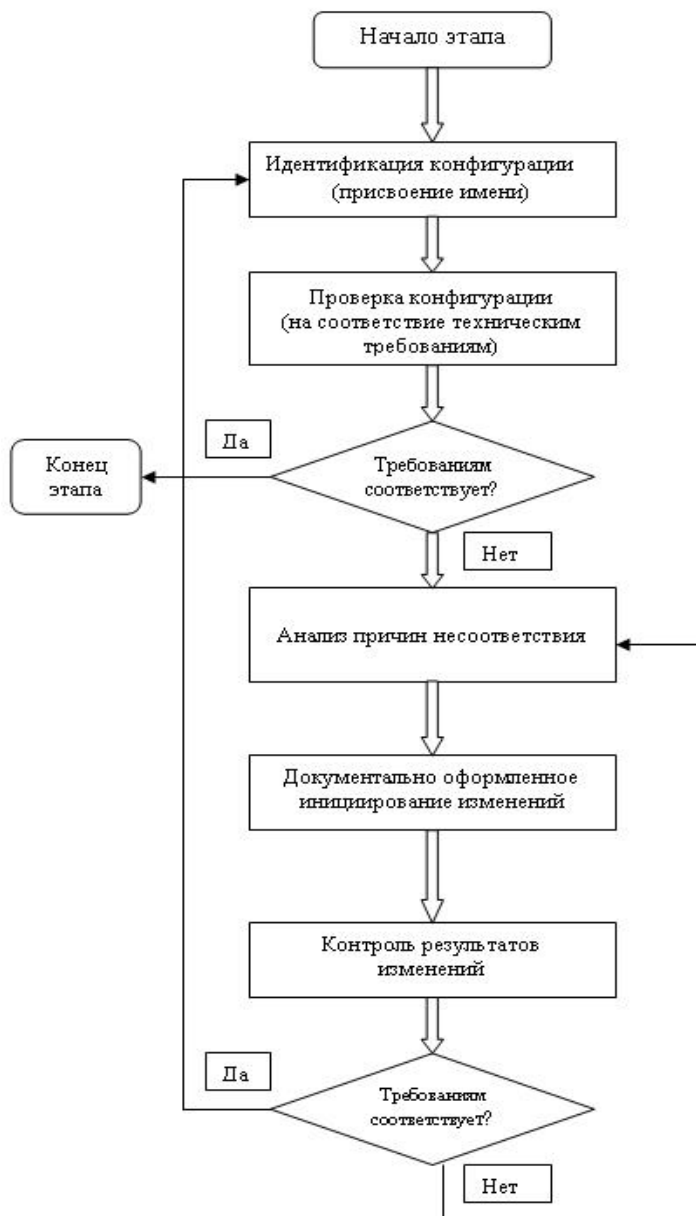 Начало этапа
Идентификация конфигурации
(присвоение имени)
Проверка конфигурации
(на соответствие техническим
требованиям)
Да
Конец
этапа
Требованиям
соответствует?
Нет
Анализ причин несоответствия
Документально оформленное
инициирование изменений
Контроль результатов
изменений
Да
Требованиям
соответствует?
Нет